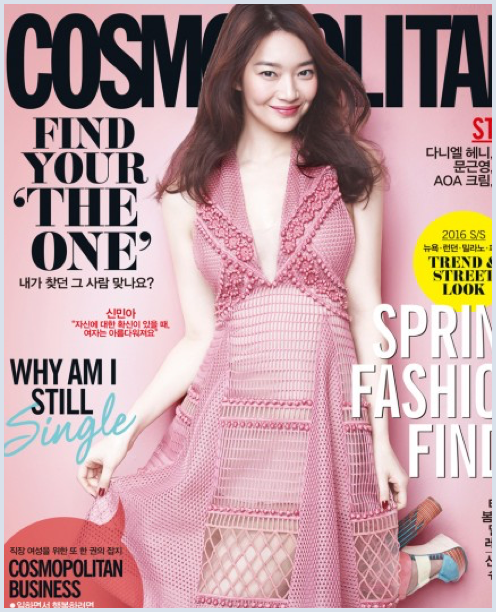 COSMOPOLITA
FIND
YOUR
‘THE
ONE’
내가 찾던 그 사람 맞나요?
신민아
"자신에 대한 확신이 있을 때,
여자는 아름다워져요"
WHY AM I
STILL
Single
직장 여성을 위한 또 한 권의 잡지
COSMOPOLITAN
BUSINESS
ST
다니엘 헤니,
문근영,
AOA 크림,
2016 S/S
뉴욕·런던·밀라노·
TREND &
STREET
LOOK
SPRIN
FASHIO
FIND